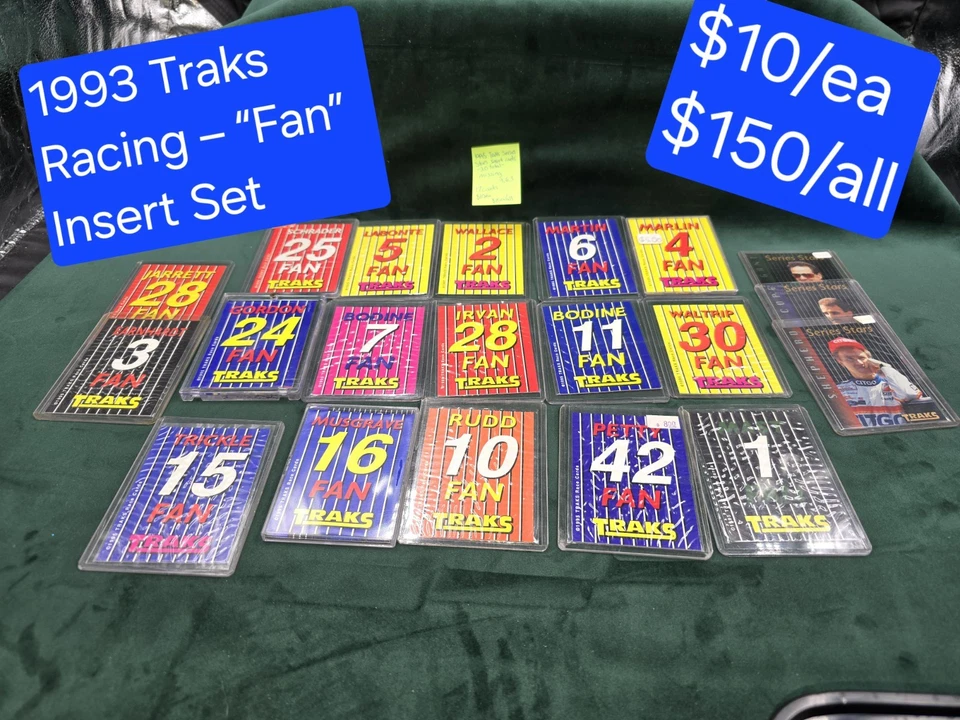 1993 Traks
Racing – “Fan”
Insert Set
$10/ea
$150/all
SCHRADER
25
FAN
TRAKS
LABONTE
5
FAN
TRAKS
WALLACE
2
FAN
TRAKS
MARTIN
6
FAN
TRAKS
MARLIN
4
FAN
TRAKS
JARRETT
28
FAN
EARNHARDT
3
FAN
TRAKS
GORDON
24
FAN
TRAKS
BODINE
7
FAN
TRAKS
IRVAN
28
FAN
TRAKS
BODINE
11
FAN
TRAKS
WALTRIP
30
FAN
TRAKS
Series Stars
Series Stars
Series Stars
CITGO
TRAKS
TRICKLE
15
FAN
TRAKS
MUSGRAVE
16
FAN
TRAKS
RUDD
10
FAN
TRAKS
PETTY
42
FAN
TRAKS
1
TRAKS